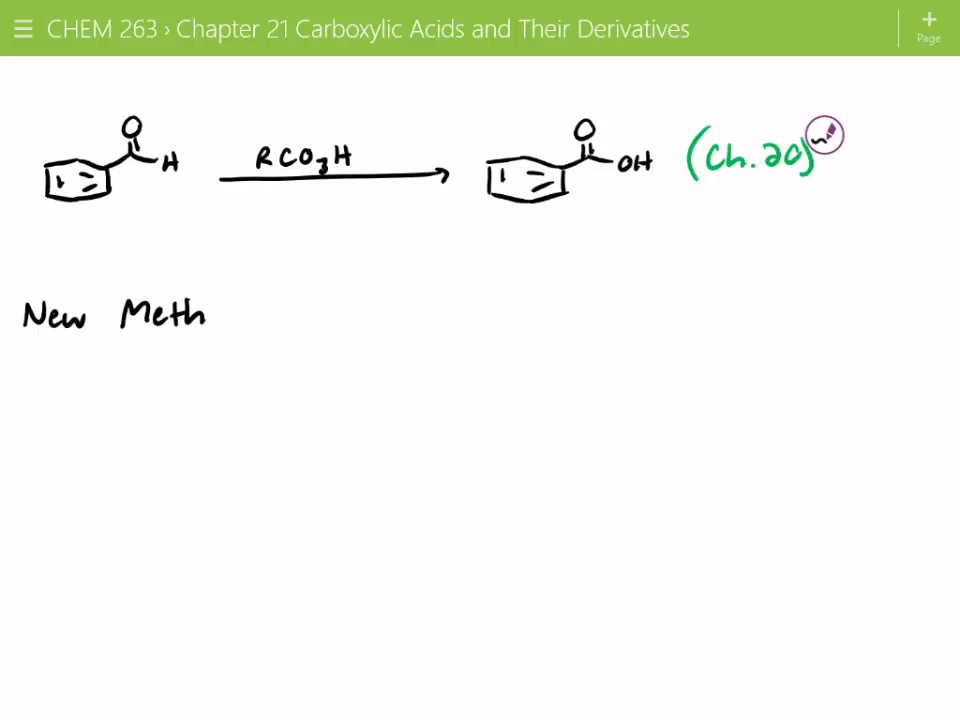 ☰ CHEM 263 › Chapter 21 Carboxylic Acids and Their Derivatives
+
Page
O
H
RCO₃H
O
OH
(Ch. 20)
New Meth